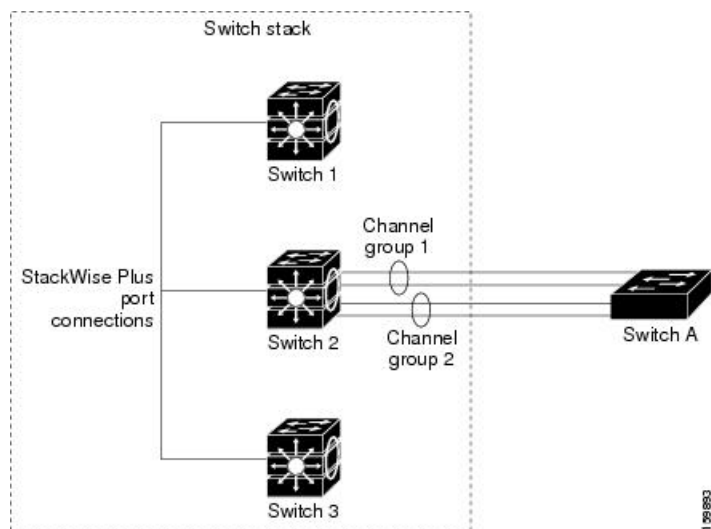 Switch stack
Switch 1
Channel
group 1
StackWise Plus
port
connections
Switch 2
Channel
group 2
Switch A
Switch 3
159893